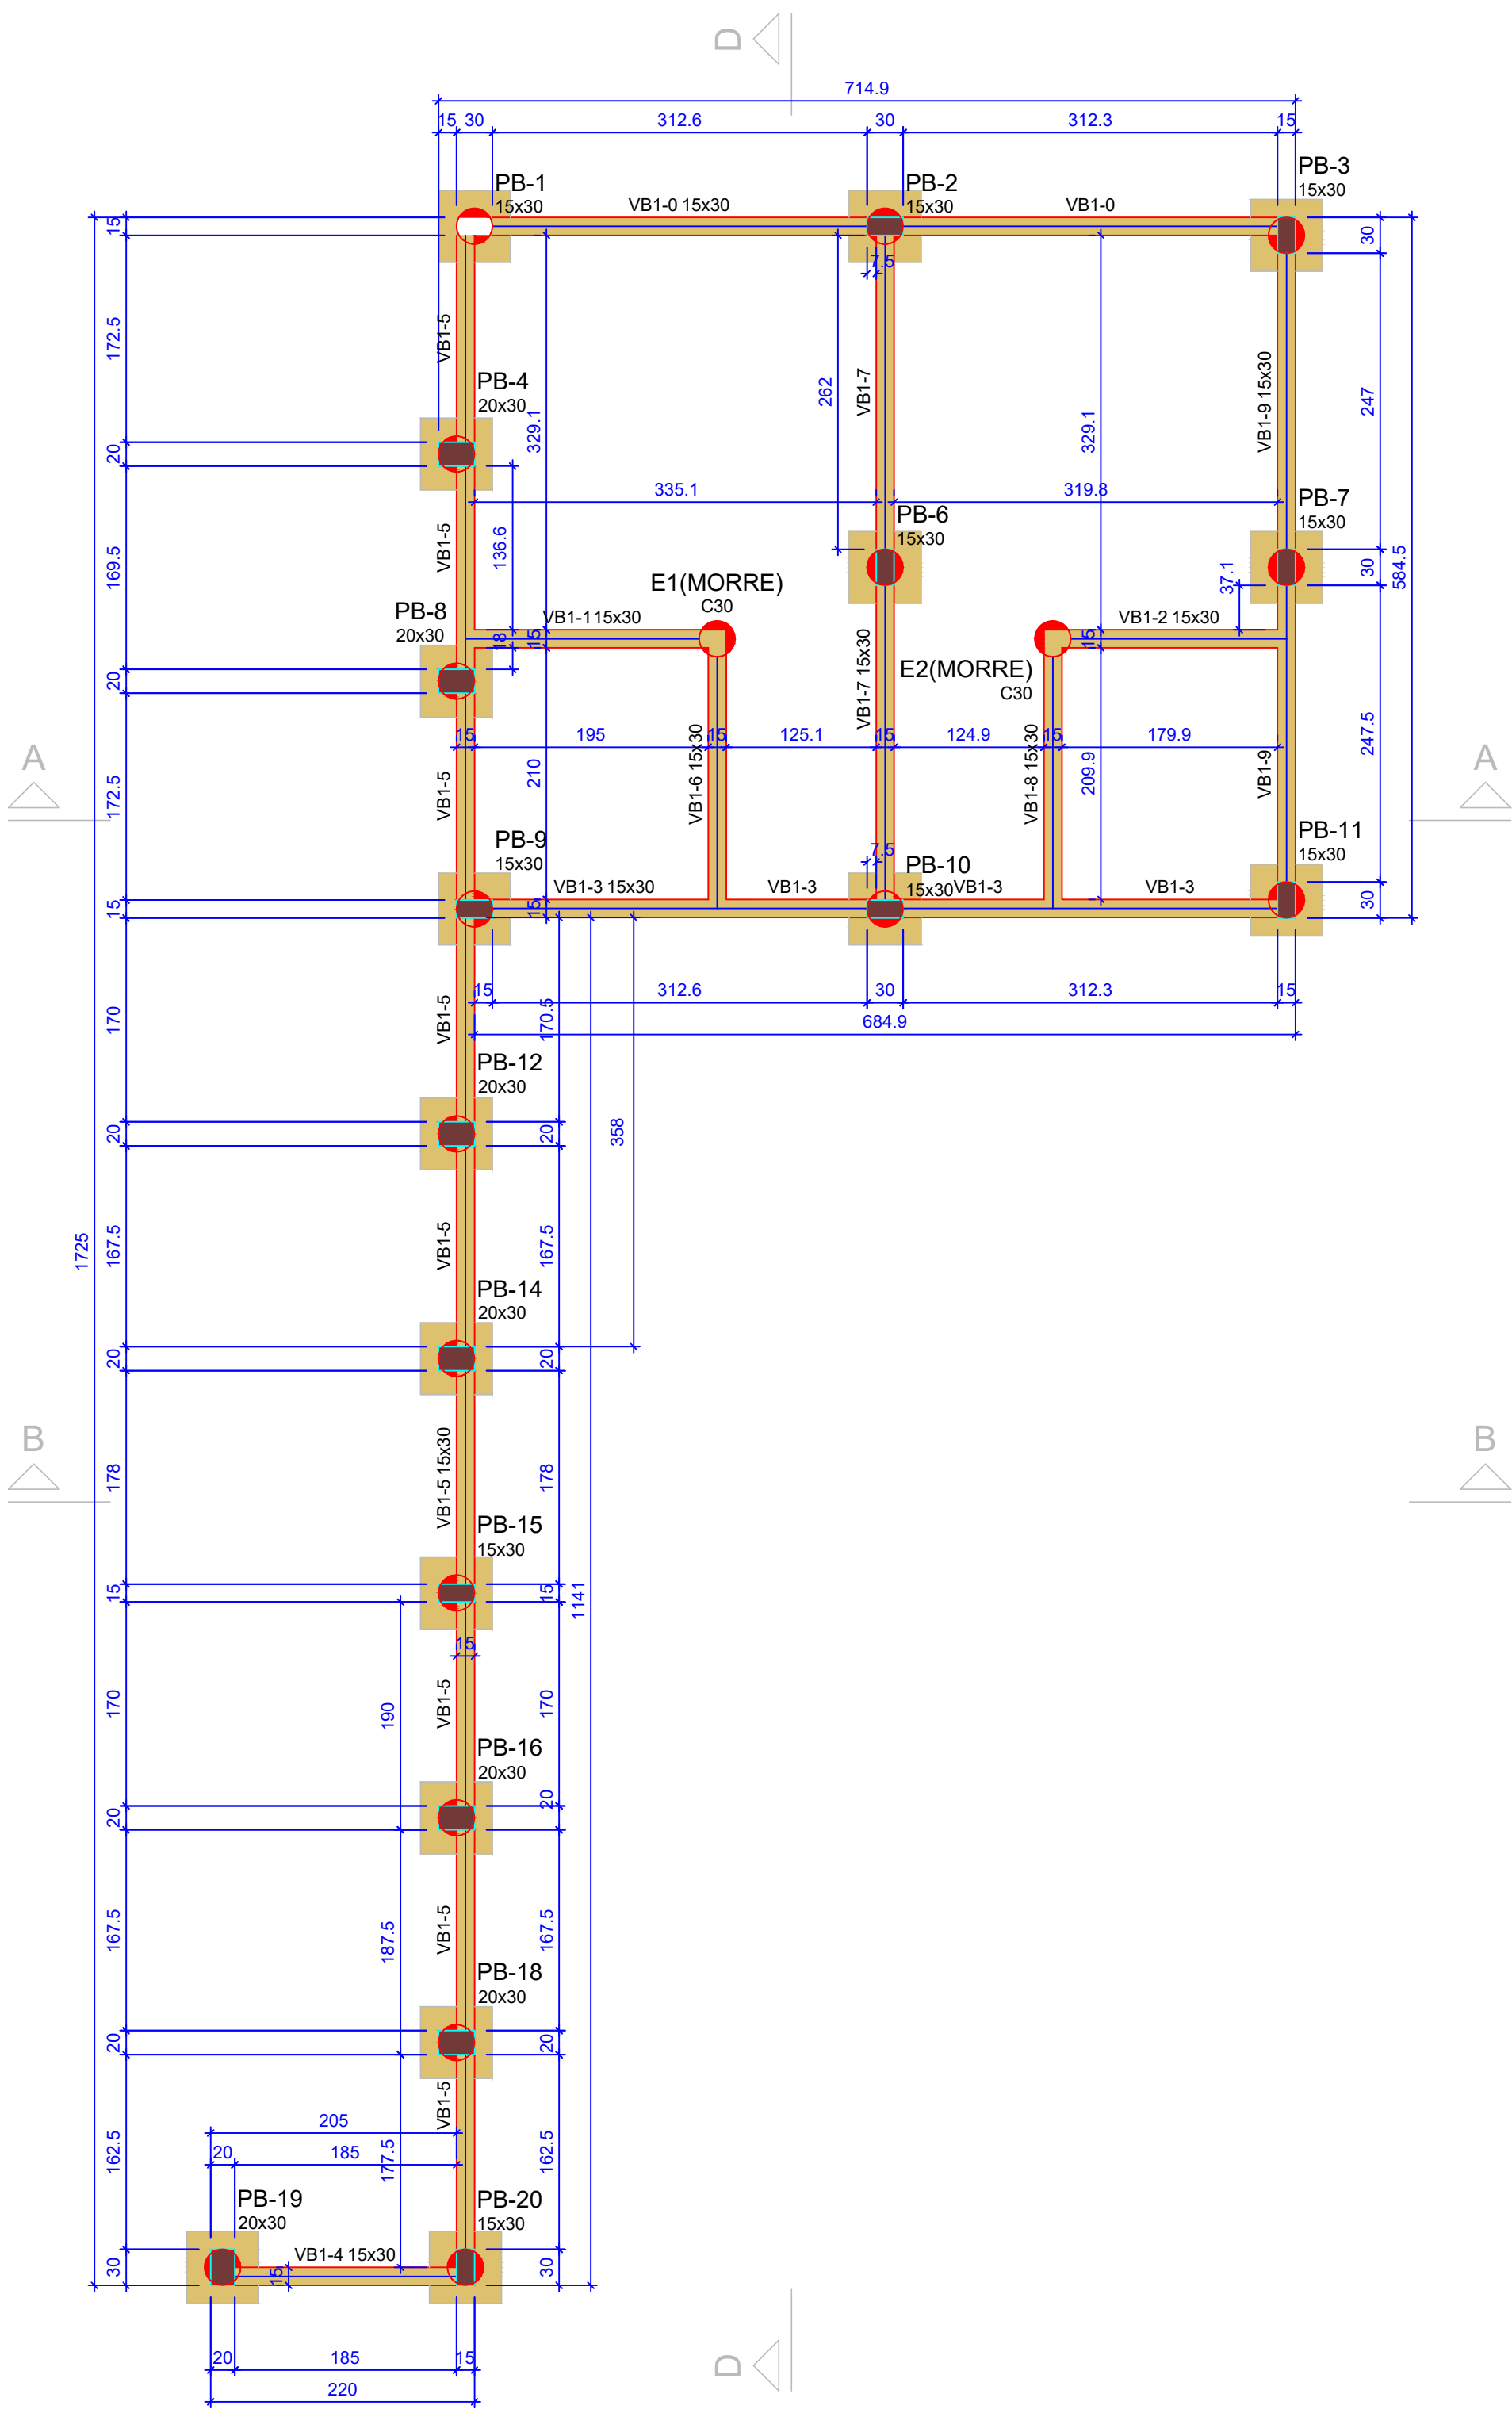 D
714.9
15 30 312.6 30 312.3 15
PB-1
15x30
VB1-0 15x30
PB-2
15x30
VB1-0
PB-3
15x30
15
30
7.5
172.5
VB1-5
329.1
262
VB1-7
329.1
VB1-9 15x30
247
PB-4
20x30
20
335.1
319.8
PB-6
15x30
PB-7
15x30
169.5
VB1-5
136.6
30
584.5
37.1
E1(MORRE)
C30
PB-8
20x30
VB1-1 15x30
18
15
VB1-2 15x30
15
E2(MORRE)
C30
VB1-7 15x30
20
15 195 15 125.1 15 124.9 15 179.9
247.5
A
A
172.5
VB1-5
210
VB1-6 15x30
VB1-8 15x30
209.9
VB1-9
PB-9
15x30
PB-10
15x30
7.5
PB-11
15x30
VB1-3 15x30
VB1-3
VB1-3
VB1-3
15
15
30
15 312.6 30 312.3 15
684.9
170
VB1-5
170.5
PB-12
20x30
20
20
358
1725
167.5
VB1-5
167.5
PB-14
20x30
20
20
B
B
178
VB1-5 15x30
178
PB-15
15x30
15
15
1141
15
170
190
VB1-5
170
PB-16
20x30
20
20
167.5
187.5
VB1-5
167.5
PB-18
20x30
20
20
VB1-5
205
20 185
162.5
177.5
162.5
PB-19
20x30
PB-20
15x30
VB1-4 15x30
30
15
30
20 185 15
220
D